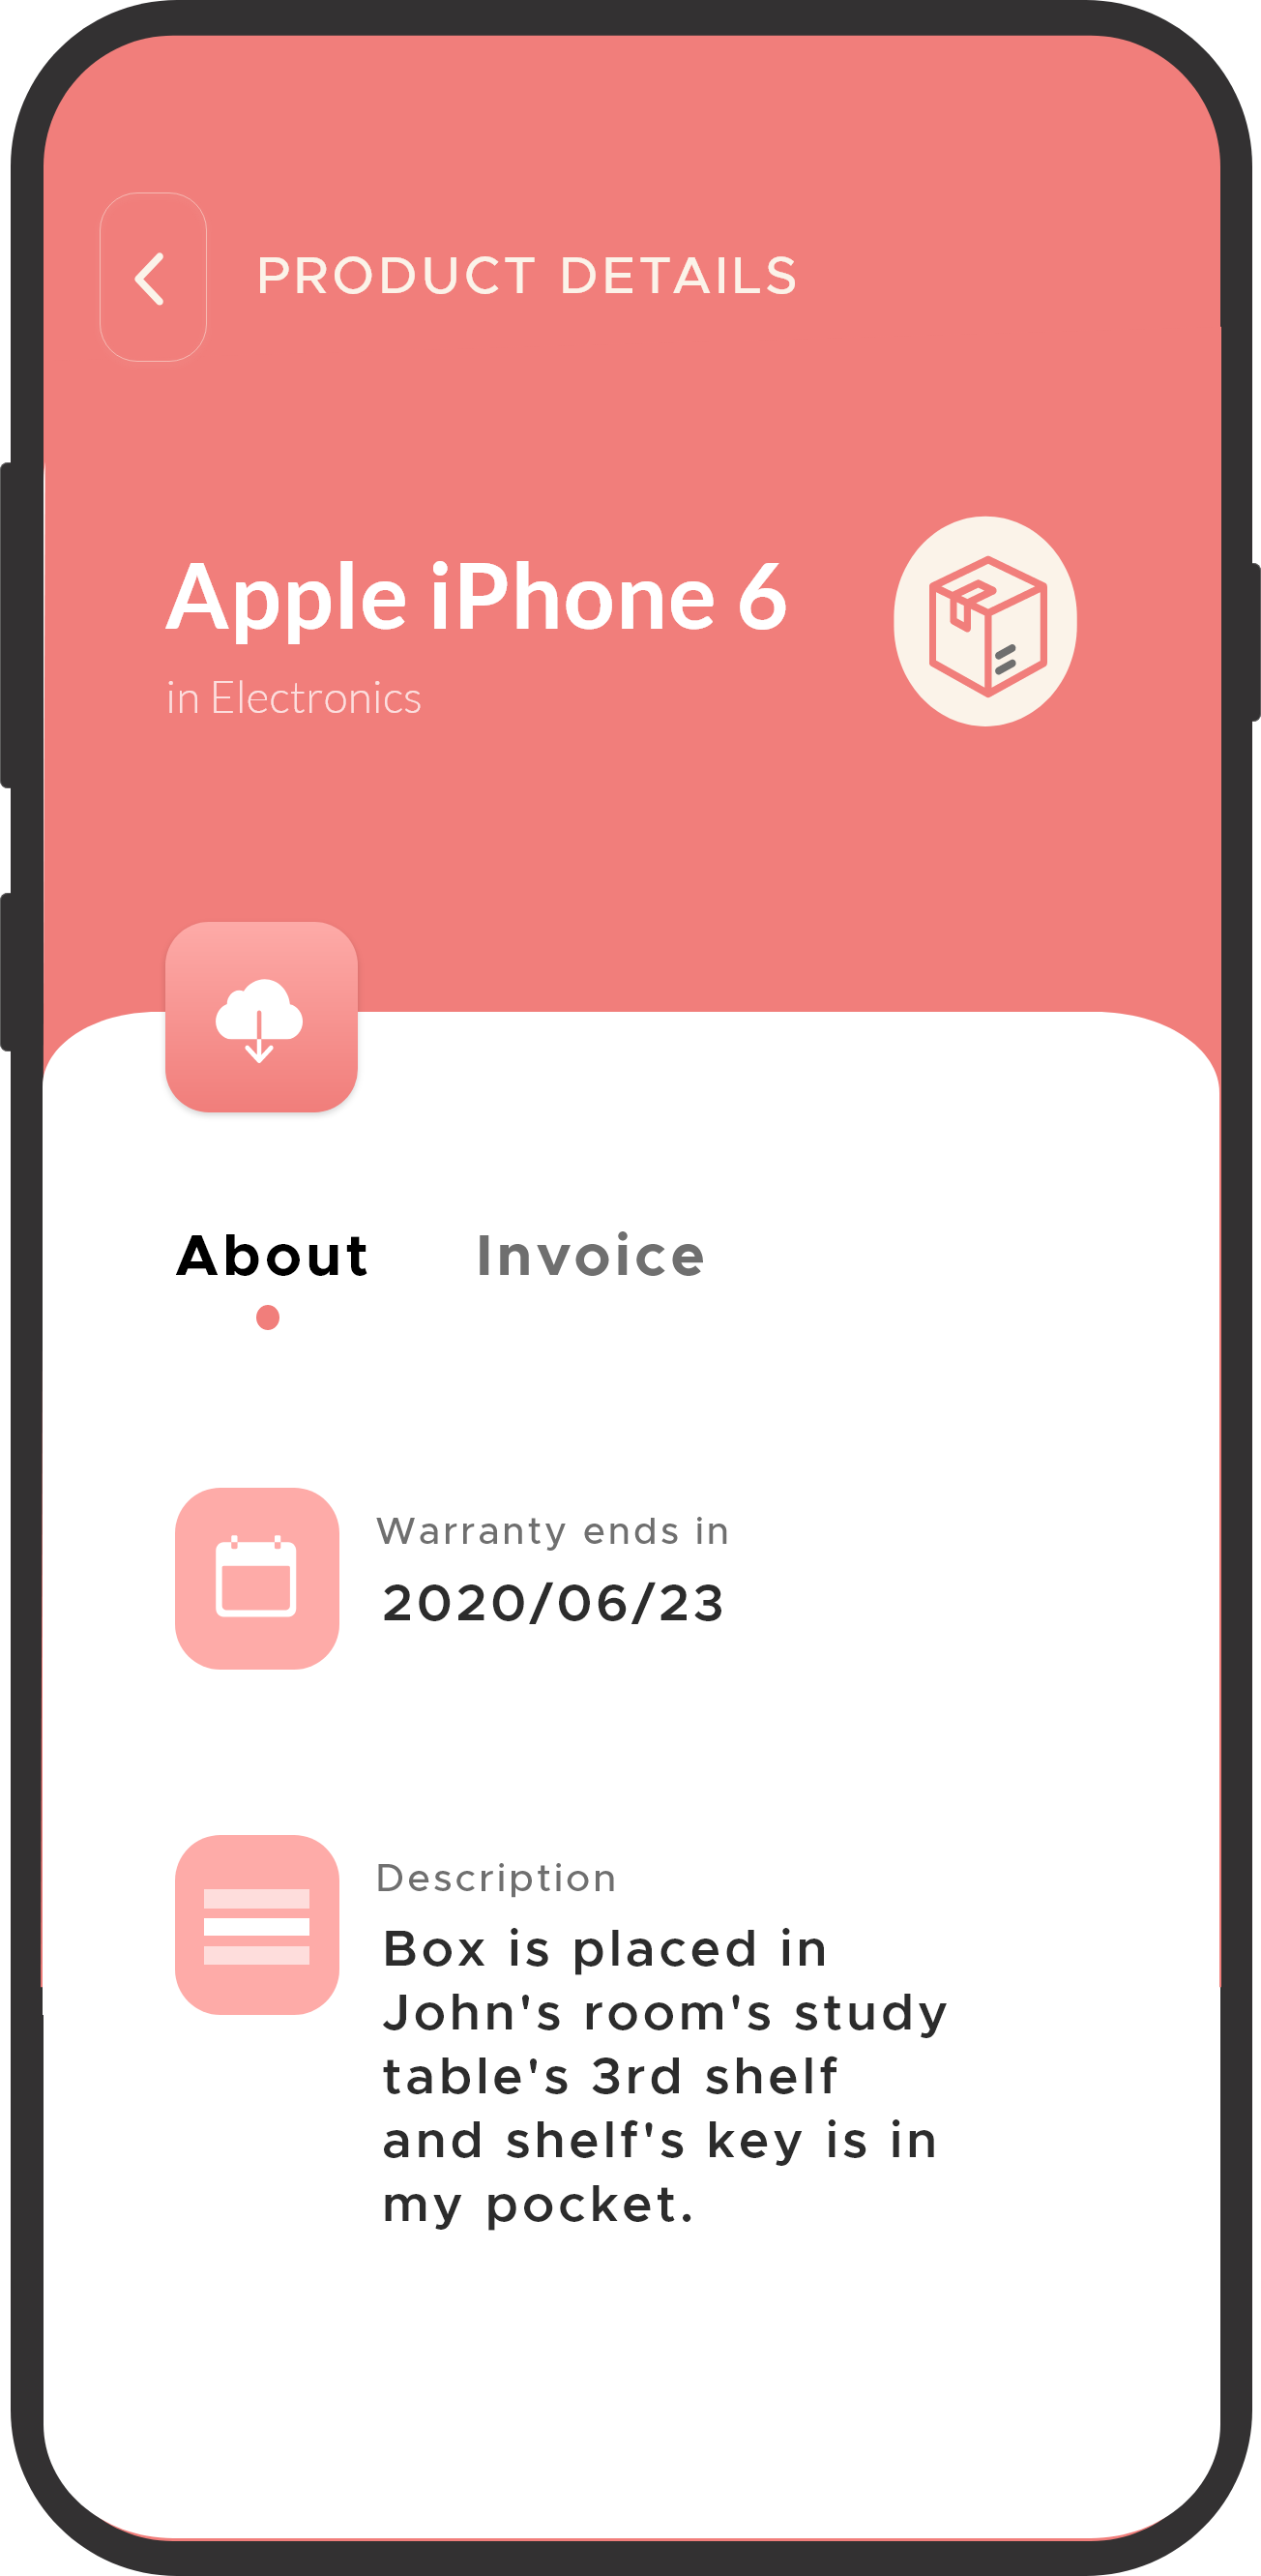 PRODUCT DETAILS
Apple iPhone 6
in Electronics
About
Invoice
Warranty ends in
2020/06/23
Description
Box is placed in
John's room's study
table's 3rd shelf
and shelf's key is in
my pocket.